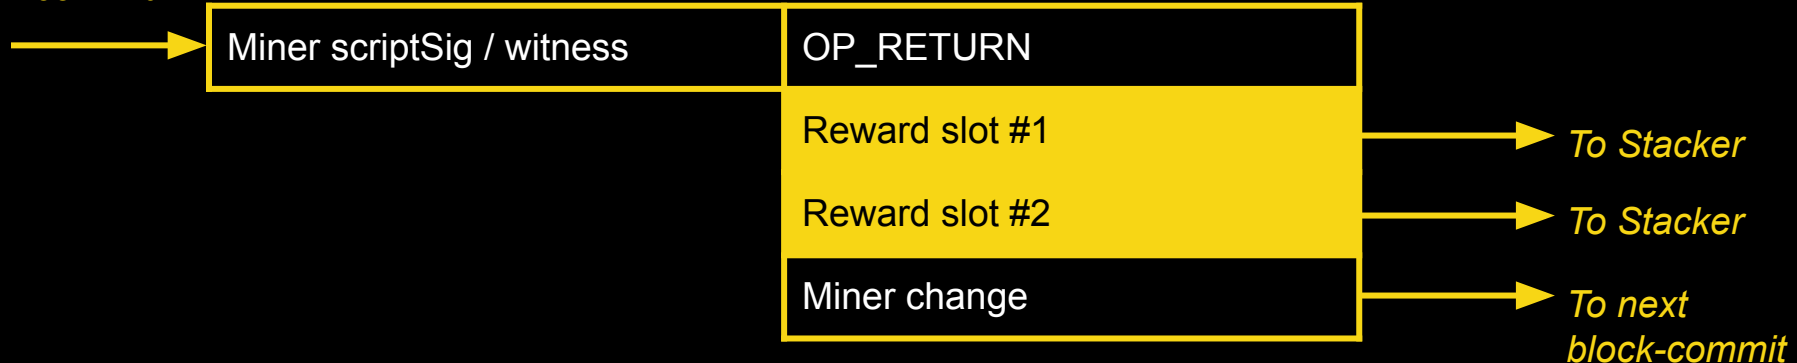 Miner scriptSig / witness
OP_RETURN
Reward slot #1
To Stacker
Reward slot #2
To Stacker
Miner change
To next
block-commit